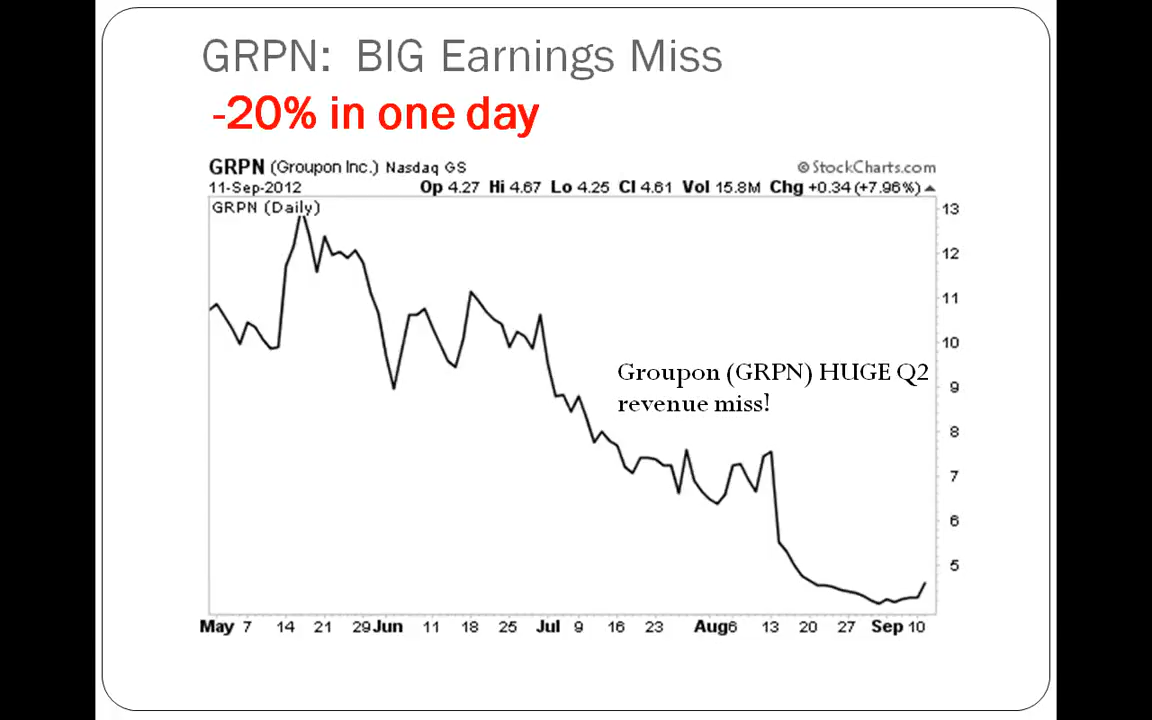 GRPN: BIG Earnings Miss
-20% in one day
GRPN (Groupon Inc.) Nasdaq GS © StockCharts.com
11-Sep-2012 Op 4.27 Hi 4.67 Lo 4.25 Cl 4.61 Vol 15.8M Chg +0.34 (+7.96%)
GRPN (Daily)
13
12
11
10
Groupon (GRPN) HUGE Q2
revenue miss!
9
8
7
6
5
May 7 14 21 29 Jun 11 18 25 Jul 9 16 23 Aug 6 13 20 27 Sep 10